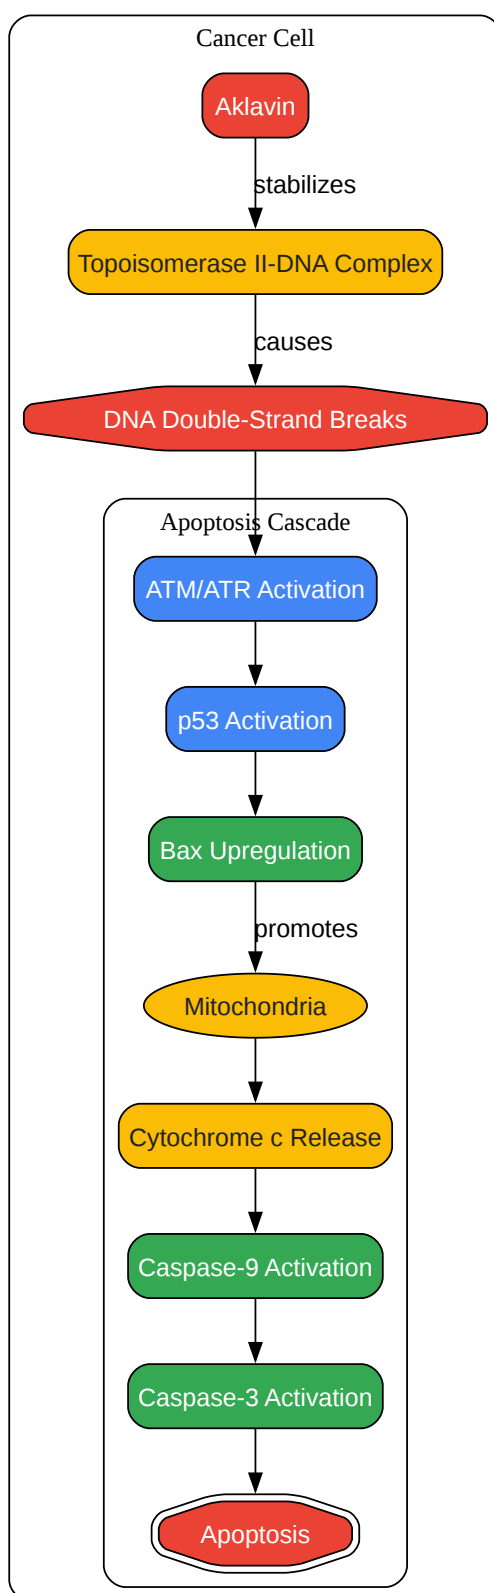 Cancer Cell
Aklavin
stabilizes
Topoisomerase II-DNA Complex
causes
DNA Double-Strand Breaks
Apoptosis Cascade
ATM/ATR Activation
p53 Activation
Bax Upregulation
promotes
Mitochondria
Cytochrome c Release
Caspase-9 Activation
Caspase-3 Activation
Apoptosis